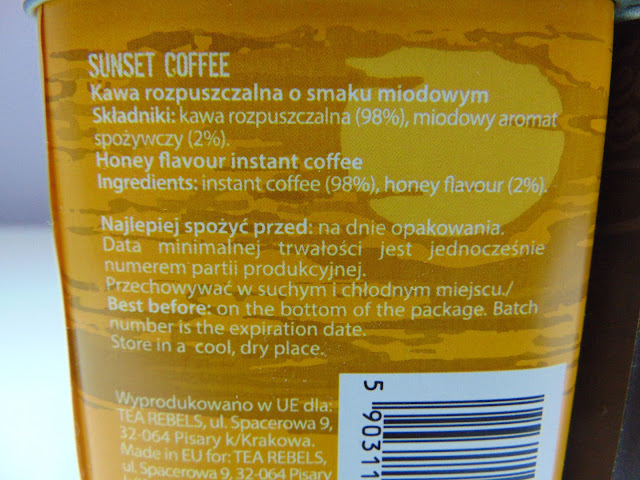 SUNSET COFFEE
Kawa rozpuszczalna o smaku miodowym
Składniki: kawa rozpuszczalna (98%), miodowy aromat
spożywczy (2%).
Honey flavour instant coffee
Ingredients: instant coffee (98%), honey flavour (2%).
Najlepiej spożyć przed: na dnie opakowania.
Data minimalnej trwałości jest jednocześnie
numerem partii produkcyjnej.
Przechowywać w suchym i chłodnym miejscu./
Best before: on the bottom of the package. Batch
number is the expiration date.
Store in a cool, dry place.
Wyprodukowano w UE dla:
TEA REBELS, ul. Spacerowa 9,
32-064 Pisary k/Krakowa.
Made in EU for: TEA REBELS,
ul. Spacerowa 9, 32-064 Pisary
5 90311